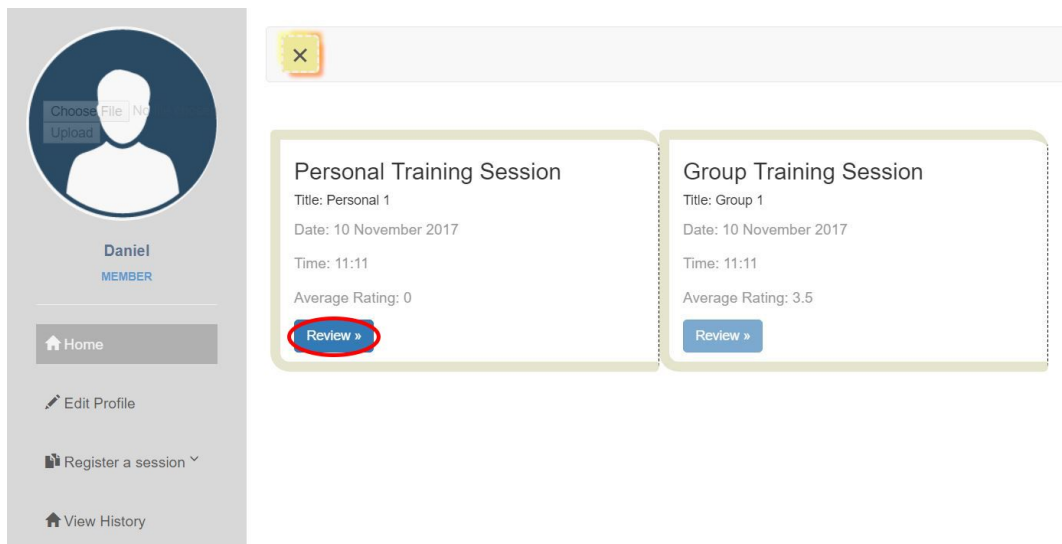 Choose File No
Upload
Daniel
MEMBER
Home
Edit Profile
Register a session
View History
×
Personal Training Session
Title: Personal 1
Date: 10 November 2017
Time: 11:11
Average Rating: 0
Review »
Group Training Session
Title: Group 1
Date: 10 November 2017
Time: 11:11
Average Rating: 3.5
Review »